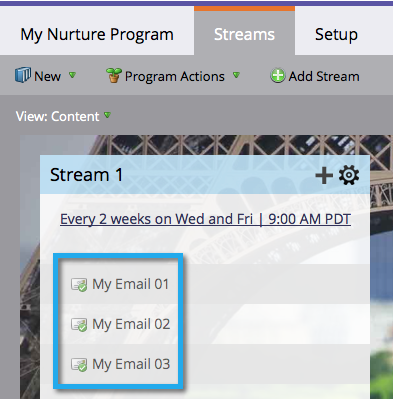 My Nurture Program Streams Setup
New Program Actions Add Stream
View: Content
Stream 1
Every 2 weeks on Wed and Fri | 9:00 AM PDT
My Email 01
My Email 02
My Email 03